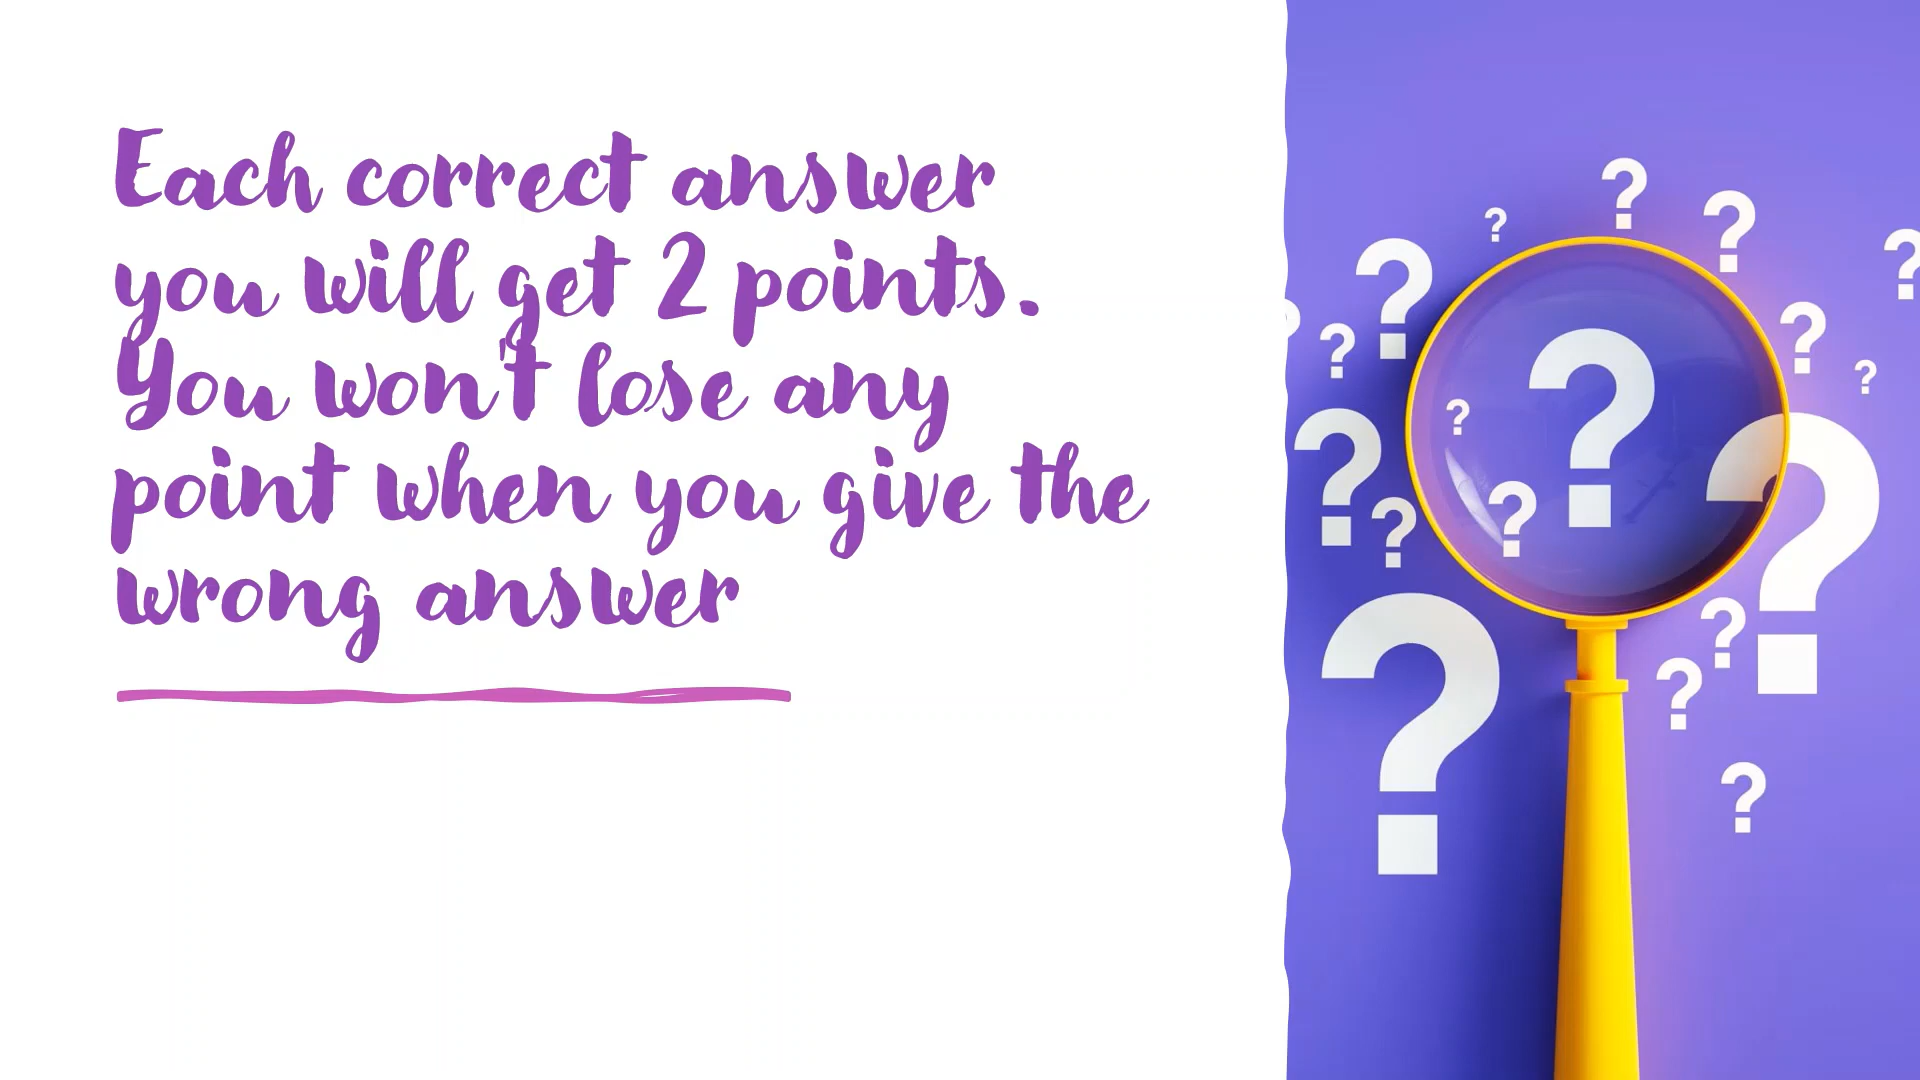 Each correct answer
you will get 2 points.
You won't lose any
point when you give the
wrong answer